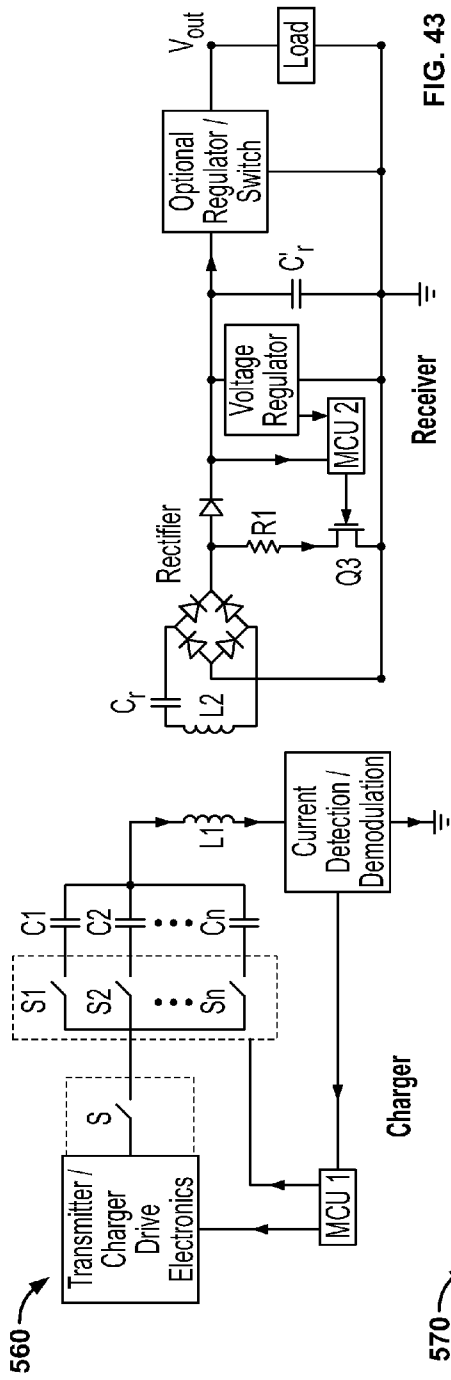 560
Transmitter /
Charger
Drive
Electronics
S
S1
S2
Sn
C1
C2
Cn
L1
Current
Detection /
Demodulation
MCU 1
Charger
Cr
L2
Rectifier
R1
Q3
Voltage
Regulator
MCU 2
C'r
Optional
Regulator /
Switch
Vout
Load
Receiver
FIG. 43
570